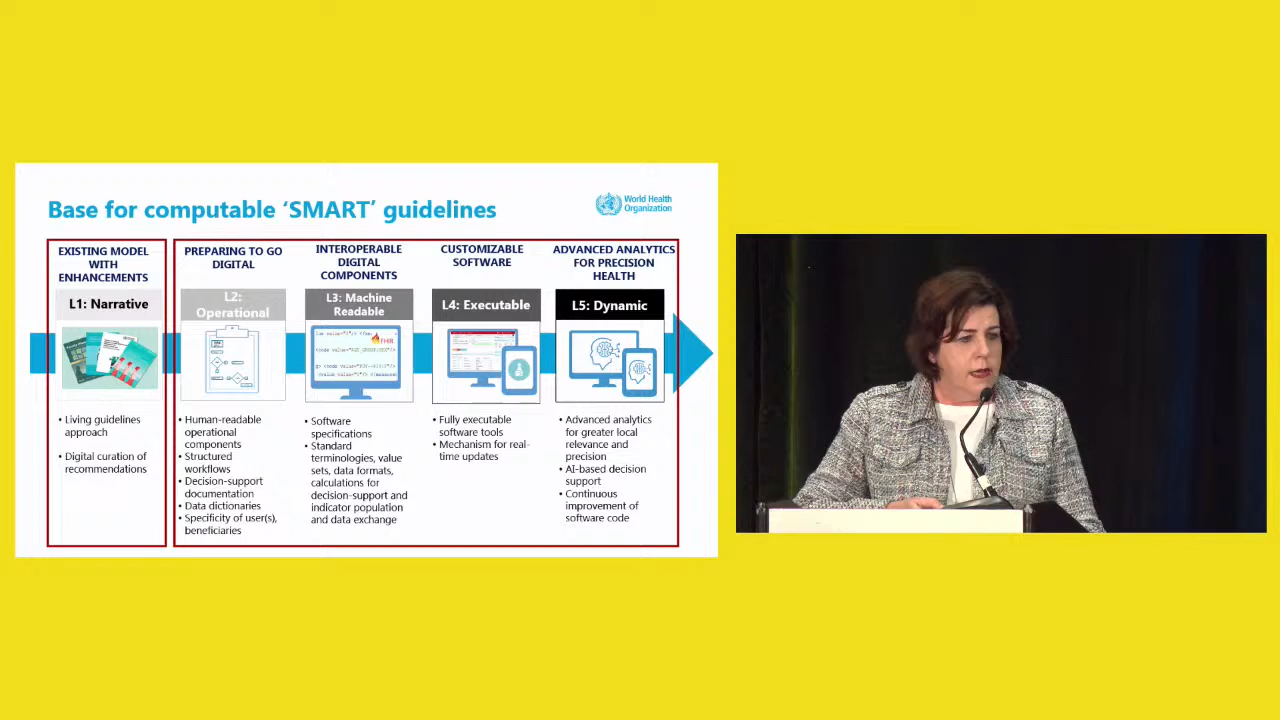 Base for computable ‘SMART’ guidelines
World Health
Organization
EXISTING MODEL
WITH
ENHANCEMENTS
L1: Narrative
• Living guidelines
approach
• Digital curation of
recommendations
PREPARING TO GO
DIGITAL
L2:
Operational
• Human-readable
operational
components
• Structured
workflows
• Decision-support
documentation
• Data dictionaries
• Specificity of user(s),
beneficiaries
INTEROPERABLE
DIGITAL
COMPONENTS
L3: Machine
Readable
FHIR
• Software
specifications
• Standard
terminologies, value
sets, data formats,
calculations for
decision-support and
indicator population
and data exchange
CUSTOMIZABLE
SOFTWARE
L4: Executable
• Fully executable
software tools
• Mechanism for real-
time updates
ADVANCED ANALYTICS
FOR PRECISION
HEALTH
L5: Dynamic
• Advanced analytics
for greater local
relevance and
precision
• AI-based decision
support
• Continuous
improvement of
software code